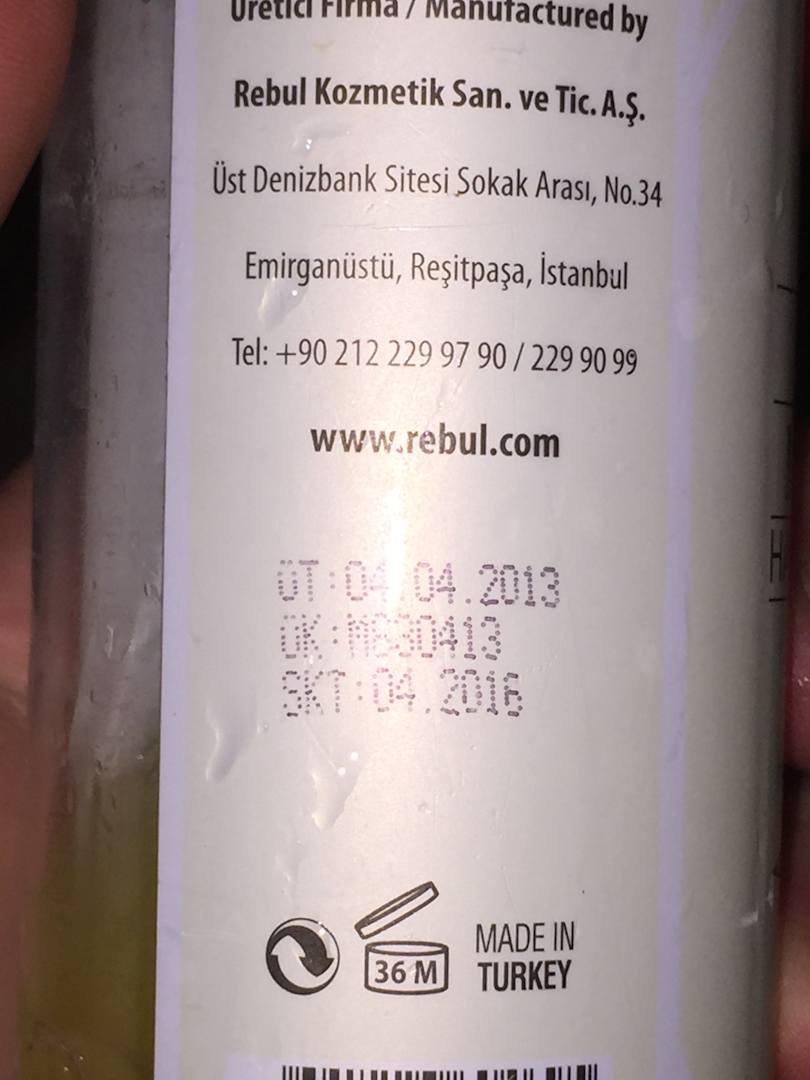 Üretici Firma / Manufactured by
Rebul Kozmetik San. ve Tic. A.Ş.
Üst Denizbank Sitesi Sokak Arası, No.34
Emirganüstü, Reşitpaşa, İstanbul
Tel: +90 212 229 97 90 / 229 90 99
www.rebul.com
ÜT:04.04.2013
SKT:04.2016
36 M
MADE IN
TURKEY
H